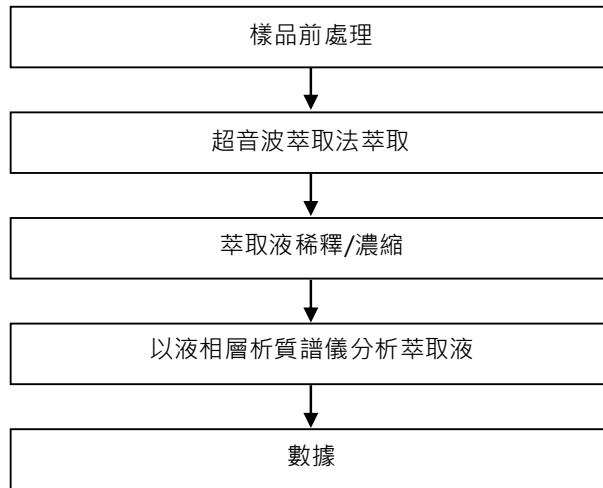 樣品前處理
超音波萃取法萃取
萃取液稀釋/濃縮
以液相層析質譜儀分析萃取液
數據